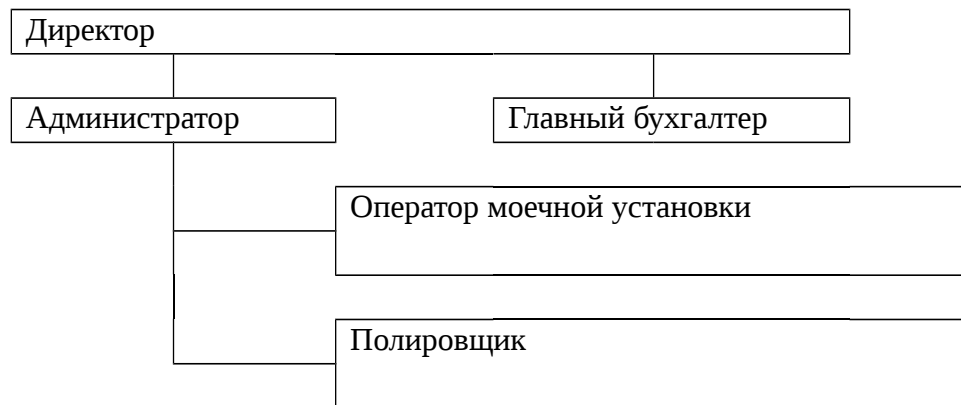 Директор
Администратор
Главный бухгалтер
Оператор моечной установки
Полировщик